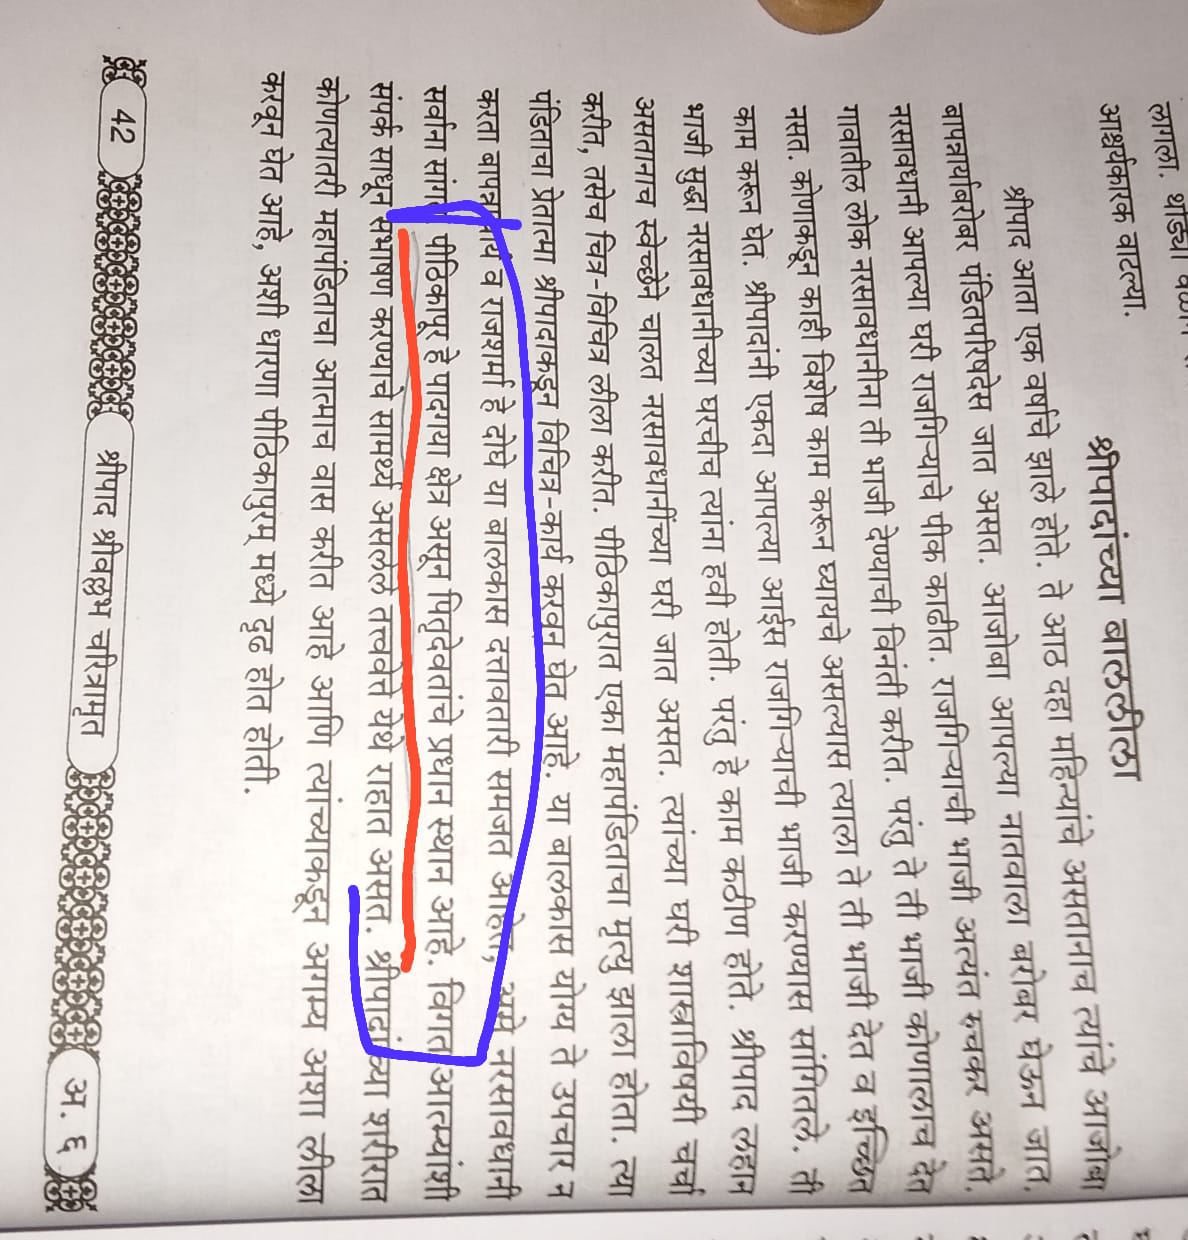 लागला. थोड्या
आश्चर्यकारक वाटल्या.
श्रीपादांच्या बाललीला
श्रीपाद आता एक वर्षाचे झाले होते. ते आठ दहा महिन्यांचे असतानाच त्यांचे आजोबा
बापन्नार्यांबरोबर पंडितपरिषदेस जात असत. आजोबा आपल्या नातवाला बरोबर घेऊन जात.
नरसावधानी आपल्या घरी राजगिऱ्याचे पीक काढीत. राजगिऱ्याची भाजी अत्यंत रुचकर असते.
गावातील लोक नरसावधानींना ती भाजी देण्याची विनंती करीत. परंतु ते ती भाजी कोणालाच देत
नसत. कोणाकडून काही विशेष काम करून घ्यायचे असल्यास त्याला ते ती भाजी देत व इच्छित
काम करून घेत. श्रीपादांनी एकदा आपल्या आईस राजगिऱ्याची भाजी करण्यास सांगितले. ती
भाजी सुद्धा नरसावधानींच्या घरचीच त्यांना हवी होती. परंतु हे काम कठीण होते. श्रीपाद लहान
असतानाच स्वेच्छेने चालत नरसावधानींच्या घरी जात असत. त्यांच्या घरी शास्त्राविषयी चर्चा
करीत, तसेच चित्र-विचित्र लीला करीत. पीठिकापुरात एका महापंडिताचा मृत्यु झाला होता. त्या
पंडिताचा प्रेतात्मा श्रीपादाकडून विचित्र-कार्य करवून घेत आहे. या बालकास योग्य ते उपचार न
करता बापन्नार्य व राजशर्मा हे दोघे या बालकास दत्तावतारी समजत आहेत, असे नरसावधानी
सर्वांना सांगत पीठिकापूर हे पादगया क्षेत्र असून पितृदेवतांचे प्रधान स्थान आहे. विगत आत्म्यांशी
संपर्क साधून संभाषण करण्याचे सामर्थ्य असलेले तत्त्ववेत्ते येथे राहात असत. श्रीपादांच्या शरीरात
कोणत्यातरी महापंडिताचा आत्माच वास करीत आहे आणि त्यांच्याकडून अगम्य अशा लीला
करवून घेत आहे, अशी धारणा पीठिकापुरम् मध्ये दृढ होत होती.
42 श्रीपाद श्रीवल्लभ चरित्रामृत अ. ६